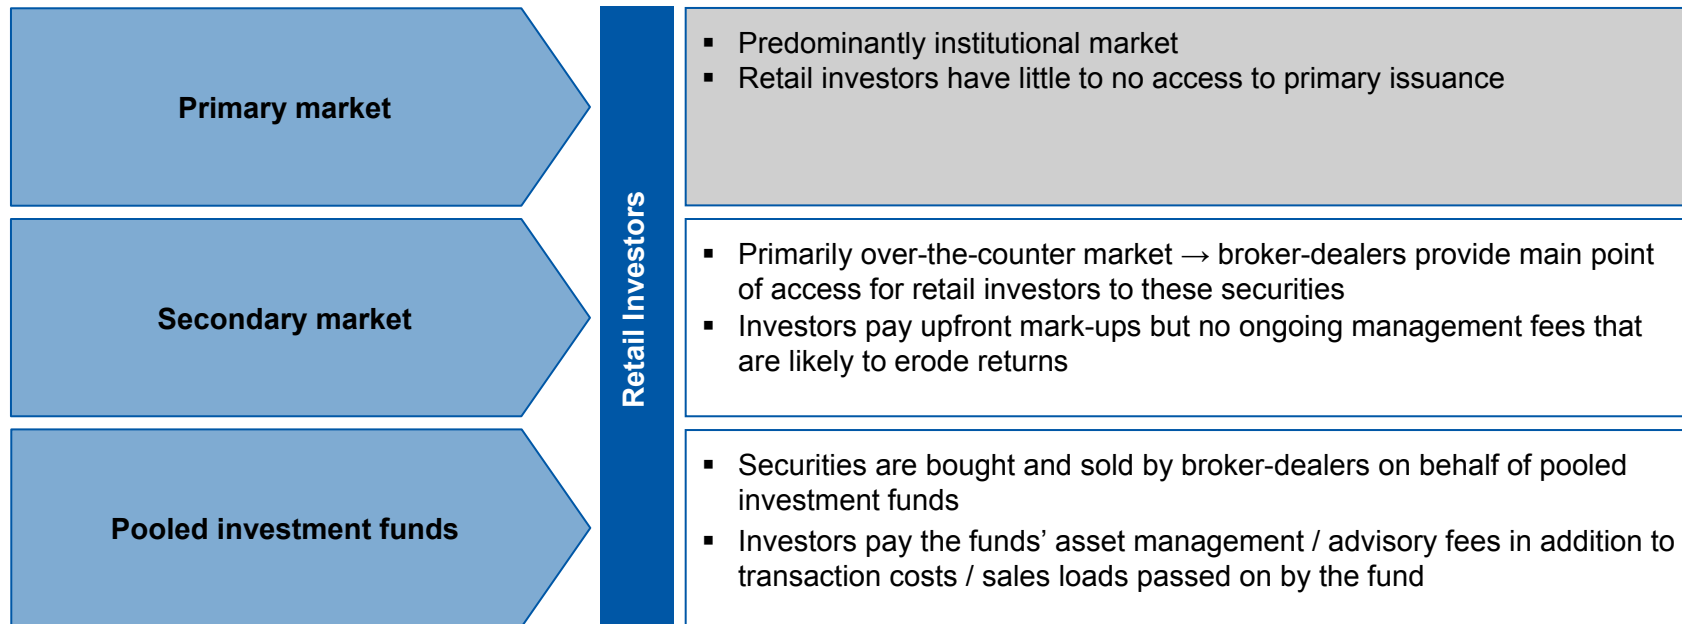 Primary market
▪ Predominantly institutional market
▪ Retail investors have little to no access to primary issuance
Retail Investors
Secondary market
▪ Primarily over-the-counter market → broker-dealers provide main point
of access for retail investors to these securities
▪ Investors pay upfront mark-ups but no ongoing management fees that
are likely to erode returns
Pooled investment funds
▪ Securities are bought and sold by broker-dealers on behalf of pooled
investment funds
▪ Investors pay the funds’ asset management / advisory fees in addition to
transaction costs / sales loads passed on by the fund